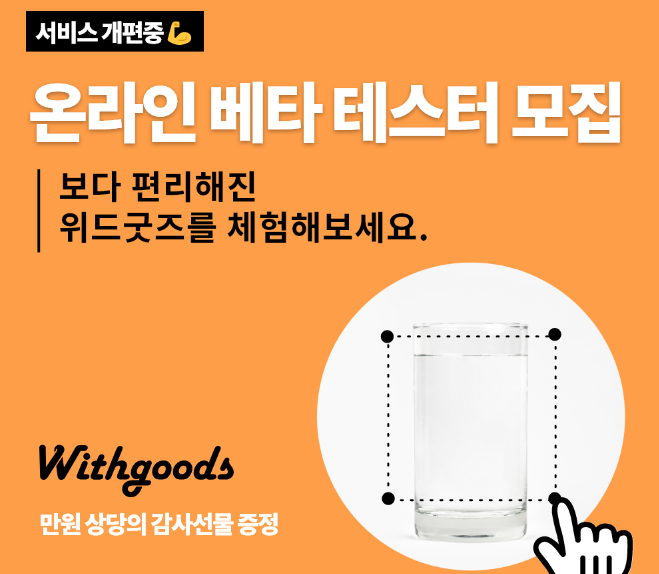 서비스 개편중💪
온라인 베타 테스터 모집
보다 편리해진
위드굿즈를 체험해보세요.
Withgoods
만원 상당의 감사선물 증정